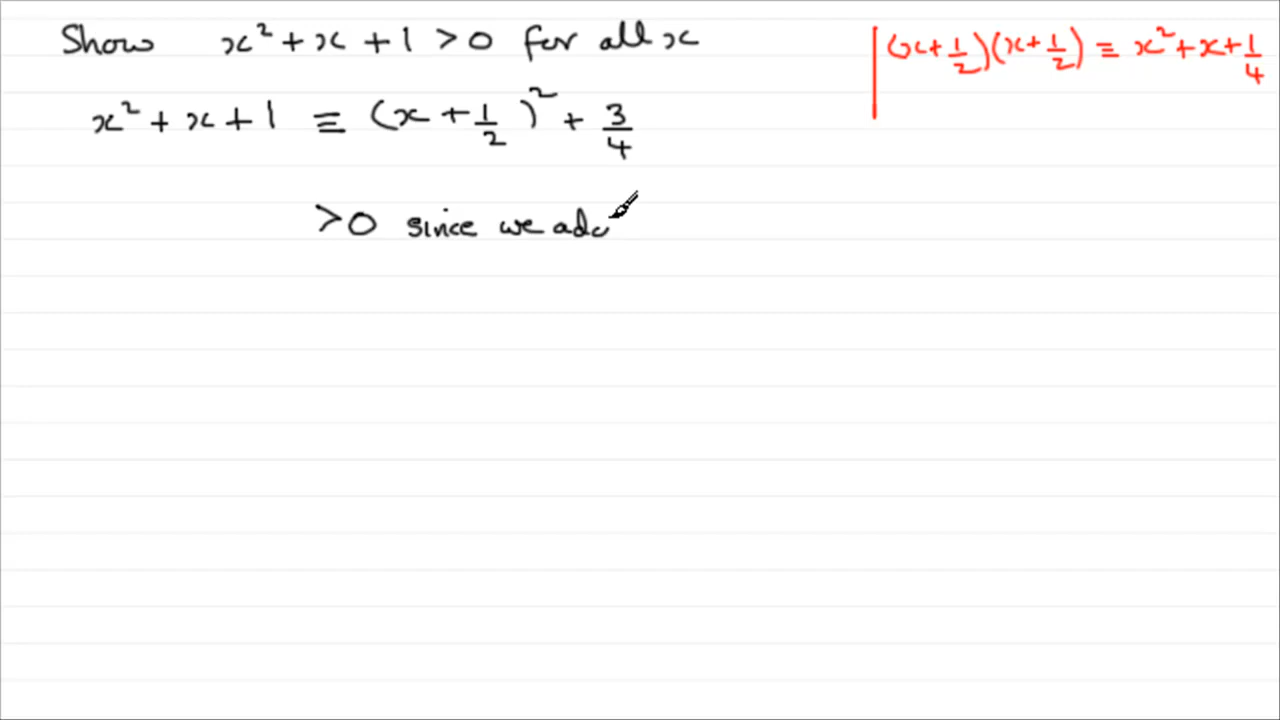 Show x² + x + 1 > 0 for all x
(x+½)(x+½) ≡ x²+x+¼
x² + x + 1 ≡ (x + ½)² + ¾
>0 since we add